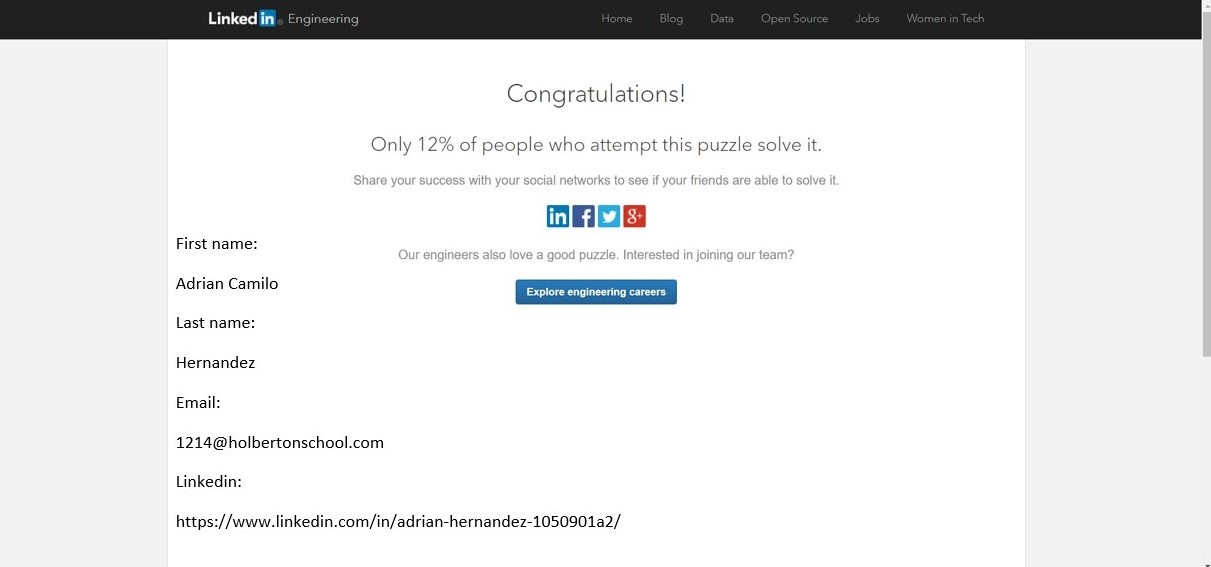 Linked in® Engineering Home Blog Data Open Source Jobs Women in Tech
Congratulations!
Only 12% of people who attempt this puzzle solve it.
Share your success with your social networks to see if your friends are able to solve it.
in f g+
First name:
Our engineers also love a good puzzle. Interested in joining our team?
Adrian Camilo
Explore engineering careers
Last name:
Hernandez
Email:
1214@holbertonschool.com
Linkedin:
https://www.linkedin.com/in/adrian-hernandez-1050901a2/